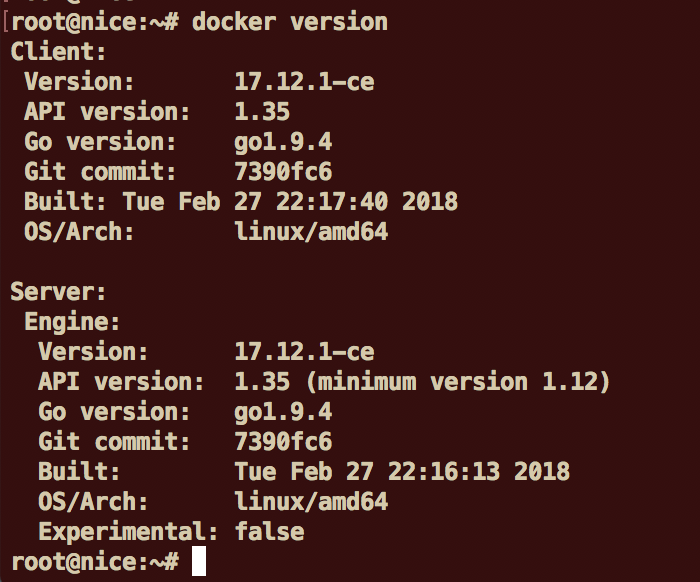 root@nice:~# docker version
Client:
 Version:       17.12.1-ce
 API version:   1.35
 Go version:    go1.9.4
 Git commit:    7390fc6
 Built: Tue Feb 27 22:17:40 2018
 OS/Arch:       linux/amd64

Server:
 Engine:
  Version:      17.12.1-ce
  API version:  1.35 (minimum version 1.12)
  Go version:   go1.9.4
  Git commit:   7390fc6
  Built:        Tue Feb 27 22:16:13 2018
  OS/Arch:      linux/amd64
  Experimental: false
root@nice:~#